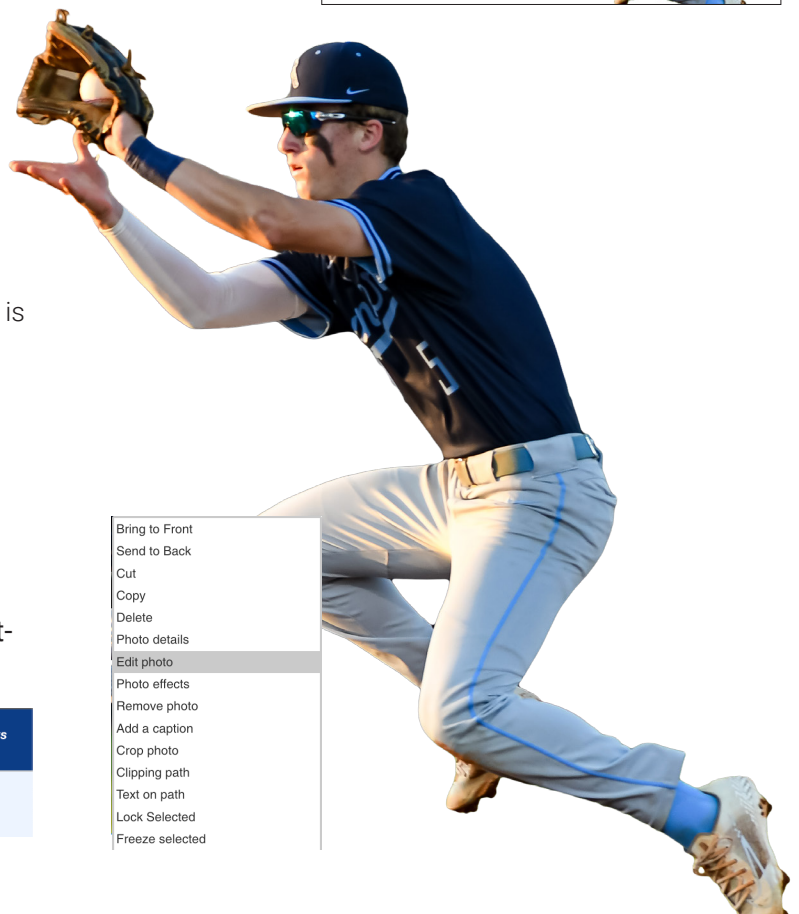 is
Bring to Front
Send to Back
Cut
Copy
Delete
Photo details
t-
Edit photo
Photo effects
Remove photo
s
Add a caption
Crop photo
Clipping path
Text on path
Lock Selected
Freeze selected
5